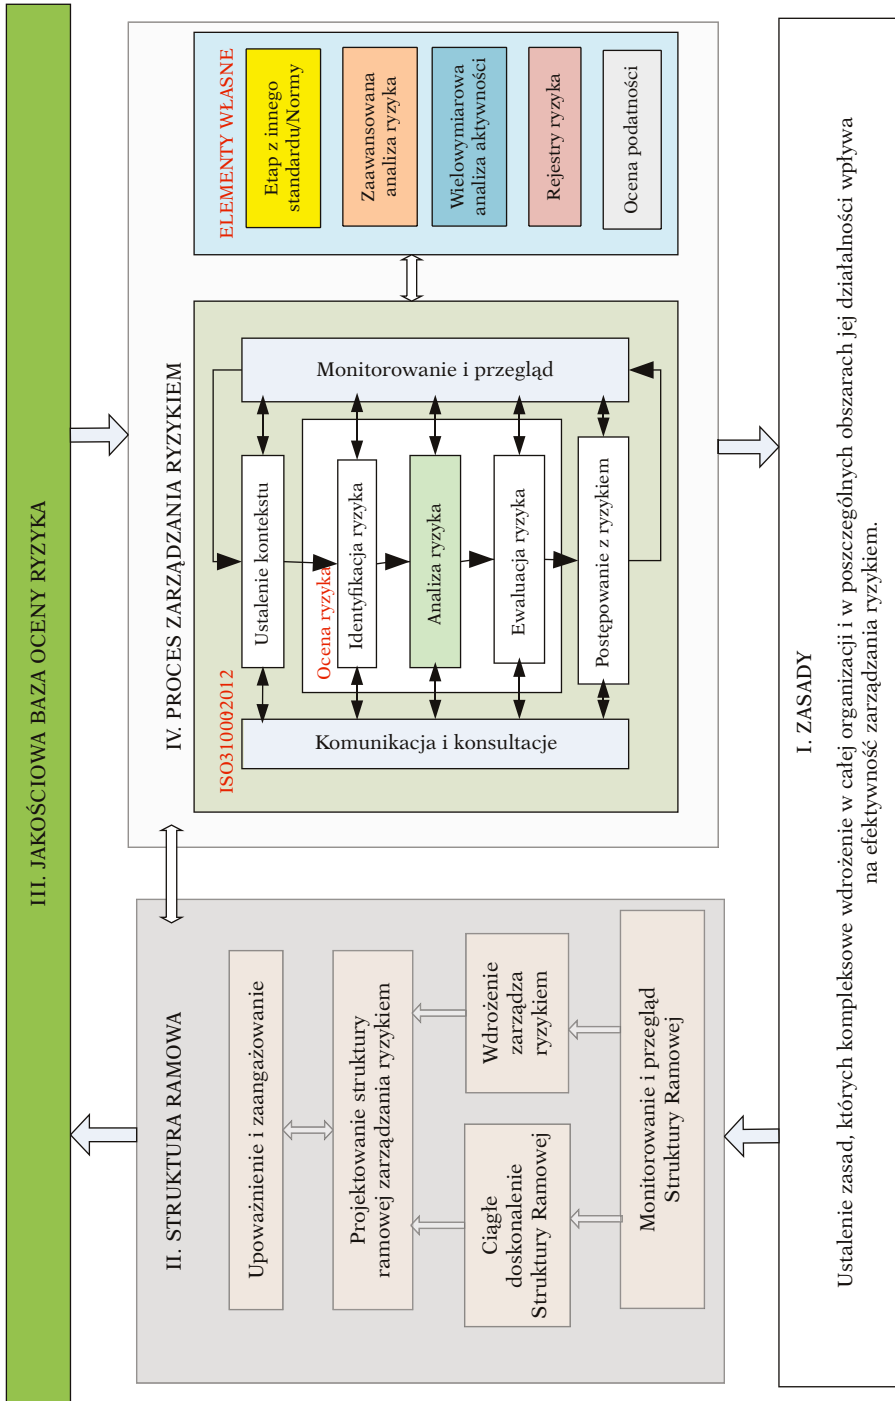 III. JAKOŚCIOWA BAZA OCENY RYZYKA
II. STRUKTURA RAMOWA
Upoważnienie i zaangażowanie
Projektowanie struktury
ramowej zarządzania ryzykiem
Ciągłe
doskonalenie
Struktury Ramowej
Wdrożenie
zarządza
ryzykiem
Monitorowanie i przegląd
Struktury Ramowej
IV. PROCES ZARZĄDZANIA RYZYKIEM
ISO31000:2012
Komunikacja i konsultacje
Ustalenie kontekstu
Ocena ryzyka
Identyfikacja ryzyka
Analiza ryzyka
Ewaluacja ryzyka
Postępowanie z ryzykiem
Monitorowanie i przegląd
ELEMENTY WŁASNE
Etap z innego
standardu/Normy
Zaawansowana
analiza ryzyka
Wielowymiarowa
analiza aktywności
Rejestry ryzyka
Ocena podatności
I. ZASADY
Ustalenie zasad, których kompleksowe wdrożenie w całej organizacji i w poszczególnych obszarach jej działalności wpływa
na efektywność zarządzania ryzykiem.